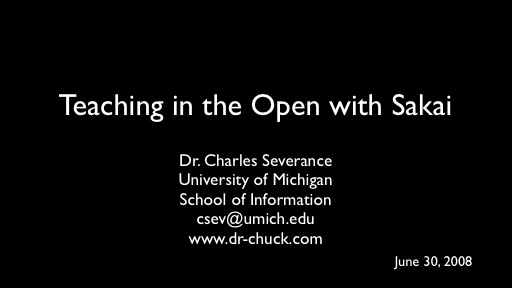 Teaching in the Open with Sakai
Dr. Charles Severance
University of Michigan
School of Information
csev@umich.edu
www.dr-chuck.com
June 30, 2008